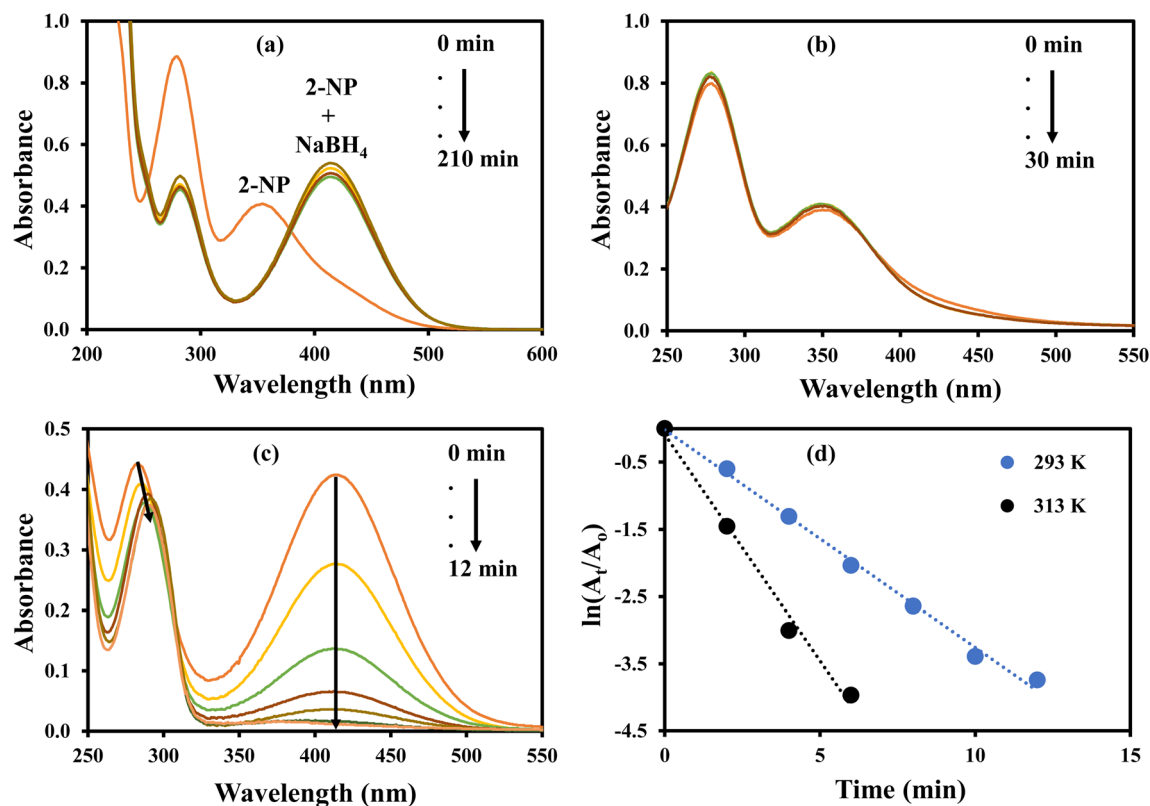 (a)
0 min
.
.
.
210 min
2-NP
+
NaBH4
2-NP
Absorbance
1.0
0.8
0.6
0.4
0.2
0.0
200 300 400 500 600
Wavelength (nm)
(b)
0 min
.
.
.
30 min
Absorbance
1.0
0.8
0.6
0.4
0.2
0.0
250 300 350 400 450 500 550
Wavelength (nm)
(c)
0 min
.
.
.
12 min
Absorbance
0.5
0.4
0.3
0.2
0.1
0.0
250 300 350 400 450 500 550
Wavelength (nm)
(d)
293 K
313 K
ln(At/Ao)
-0.5
-1.5
-2.5
-3.5
-4.5
0 5 10 15
Time (min)